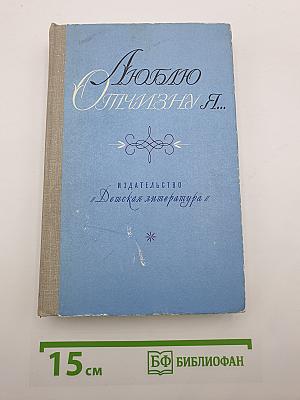 Люблю
Отчизну я...
ИЗДАТЕЛЬСТВО
«Детская литература»
15 см
БФ БИБЛИОФАН